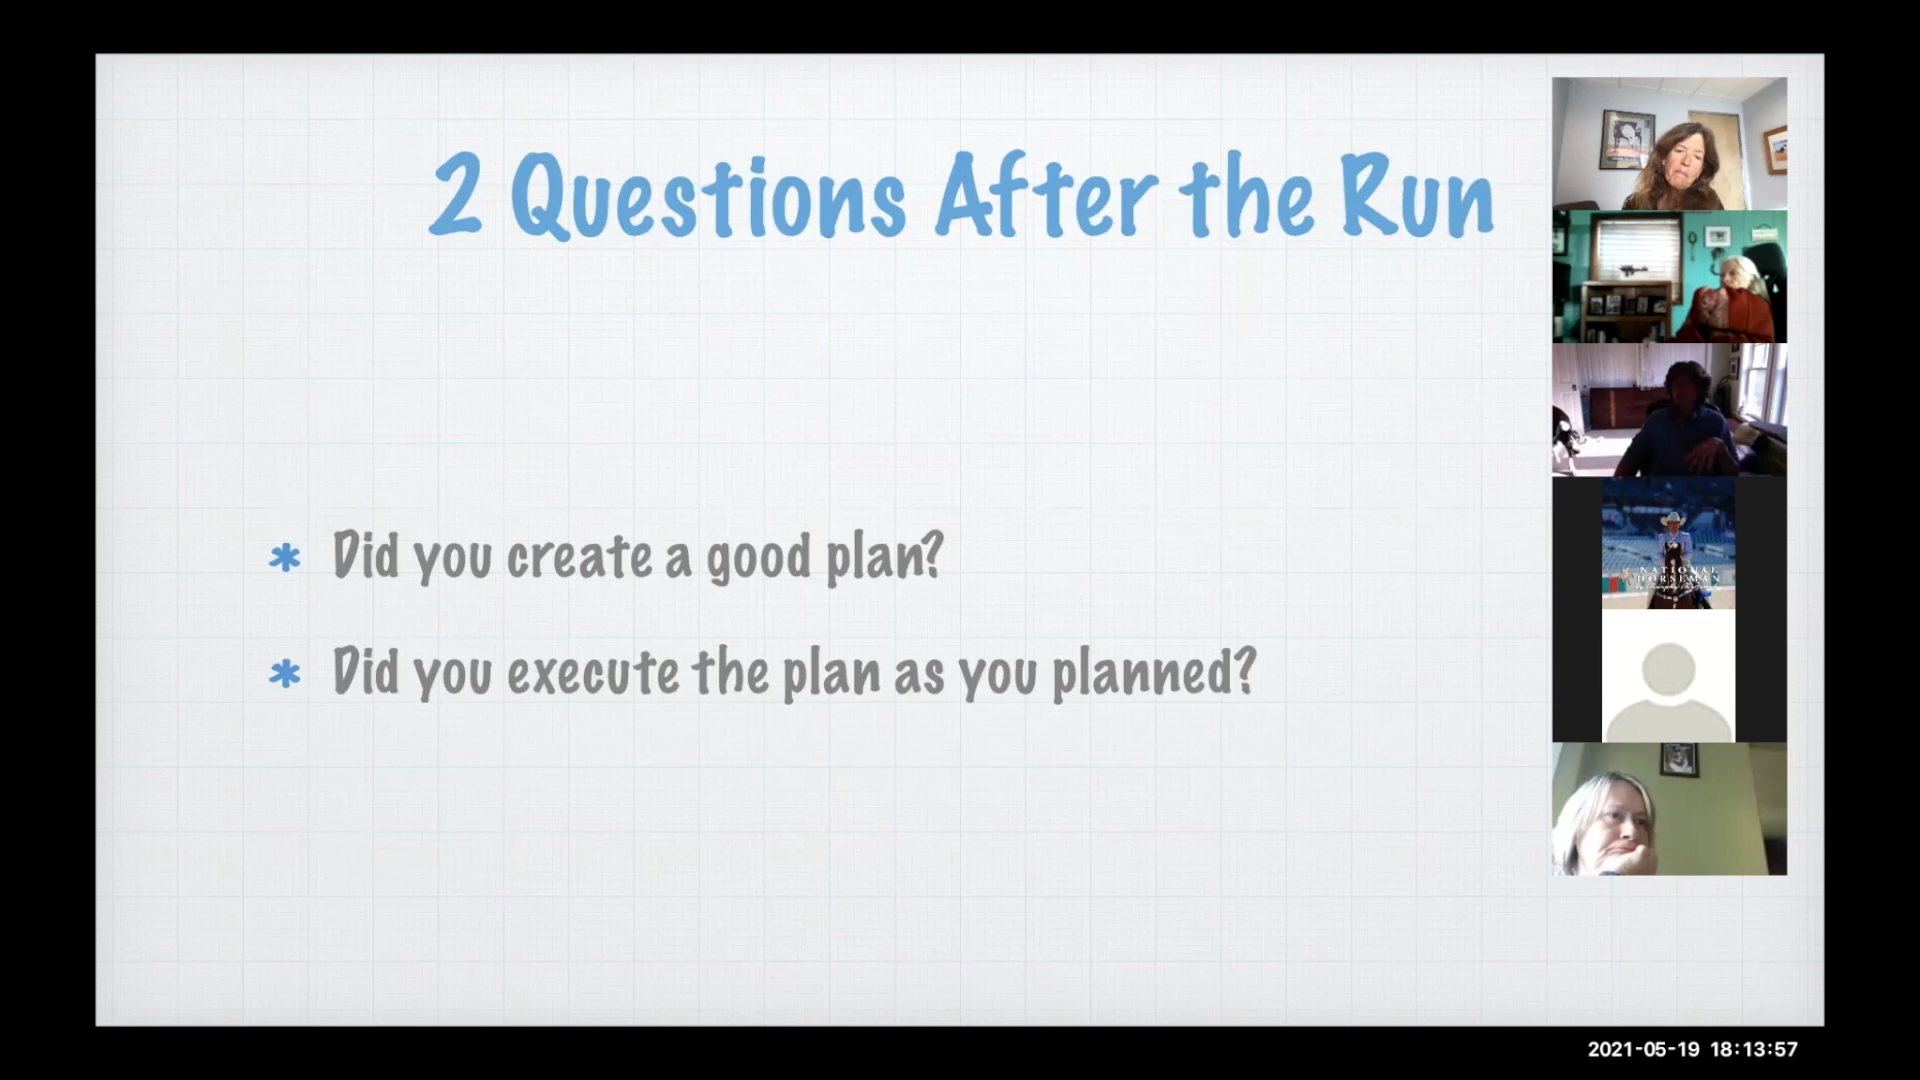 2 Questions After the Run
* Did you create a good plan?
* Did you execute the plan as you planned?
NATIONAL
HORSEMAN
2021-05-19 18:13:57